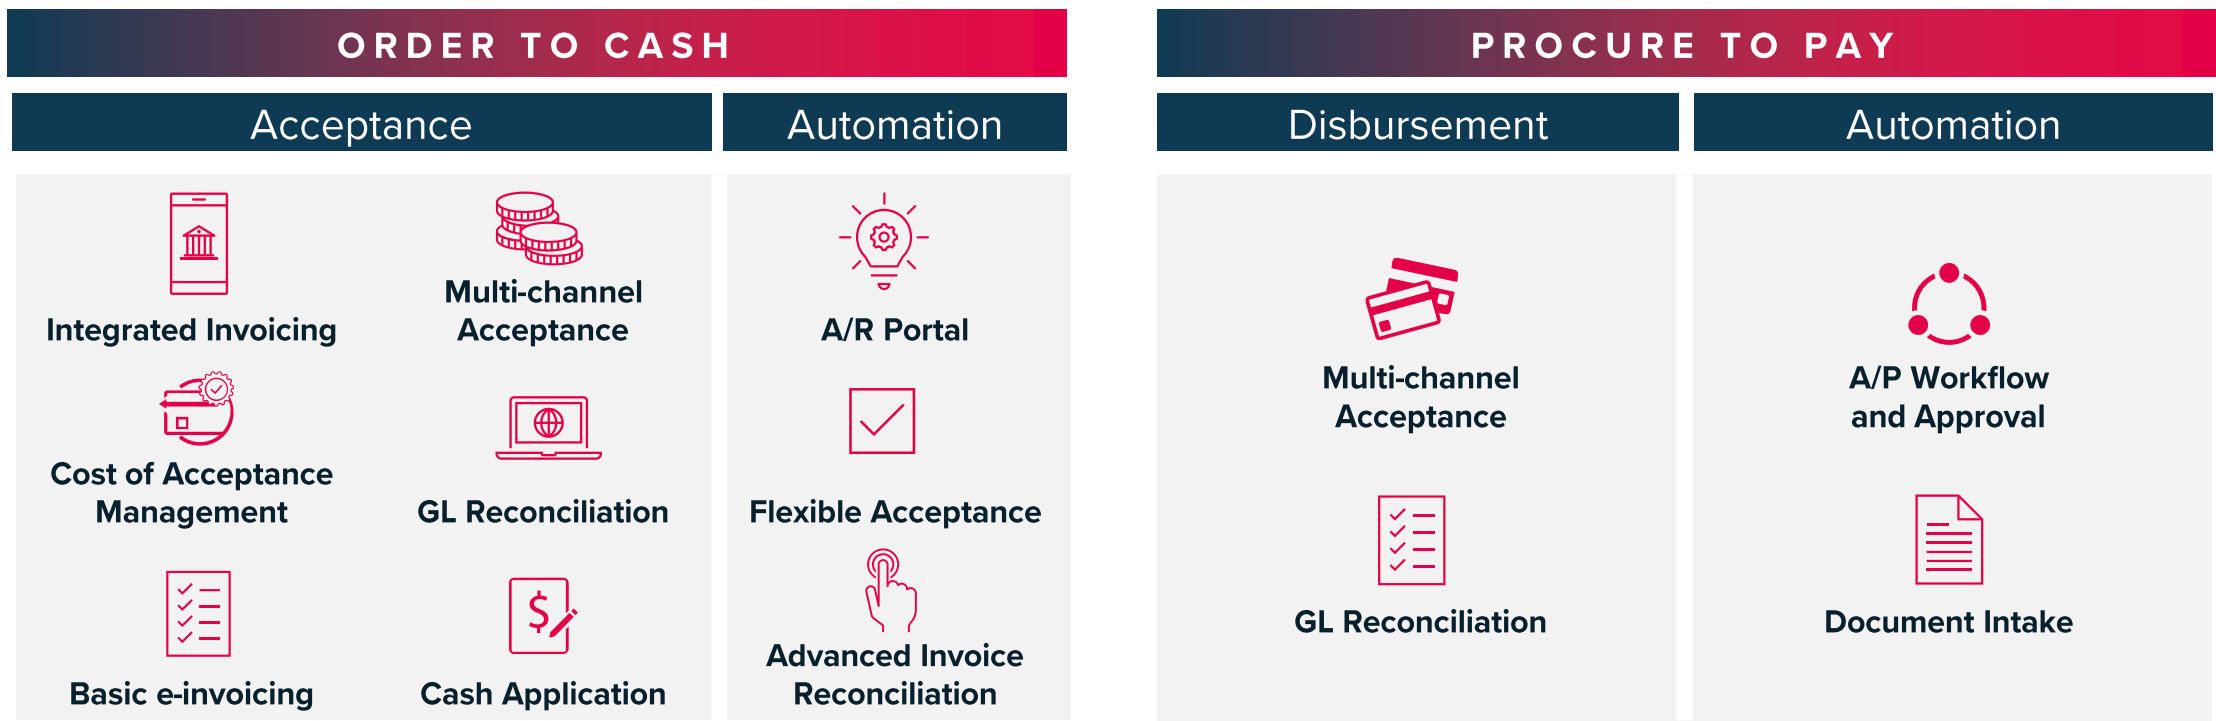 ORDER TO CASH
Acceptance
Automation
Integrated Invoicing
Multi-channel
Acceptance
A/R Portal
Cost of Acceptance
Management
GL Reconciliation
Flexible Acceptance
Basic e-invoicing
Cash Application
Advanced Invoice
Reconciliation
PROCURE TO PAY
Disbursement
Automation
Multi-channel
Acceptance
A/P Workflow
and Approval
GL Reconciliation
Document Intake